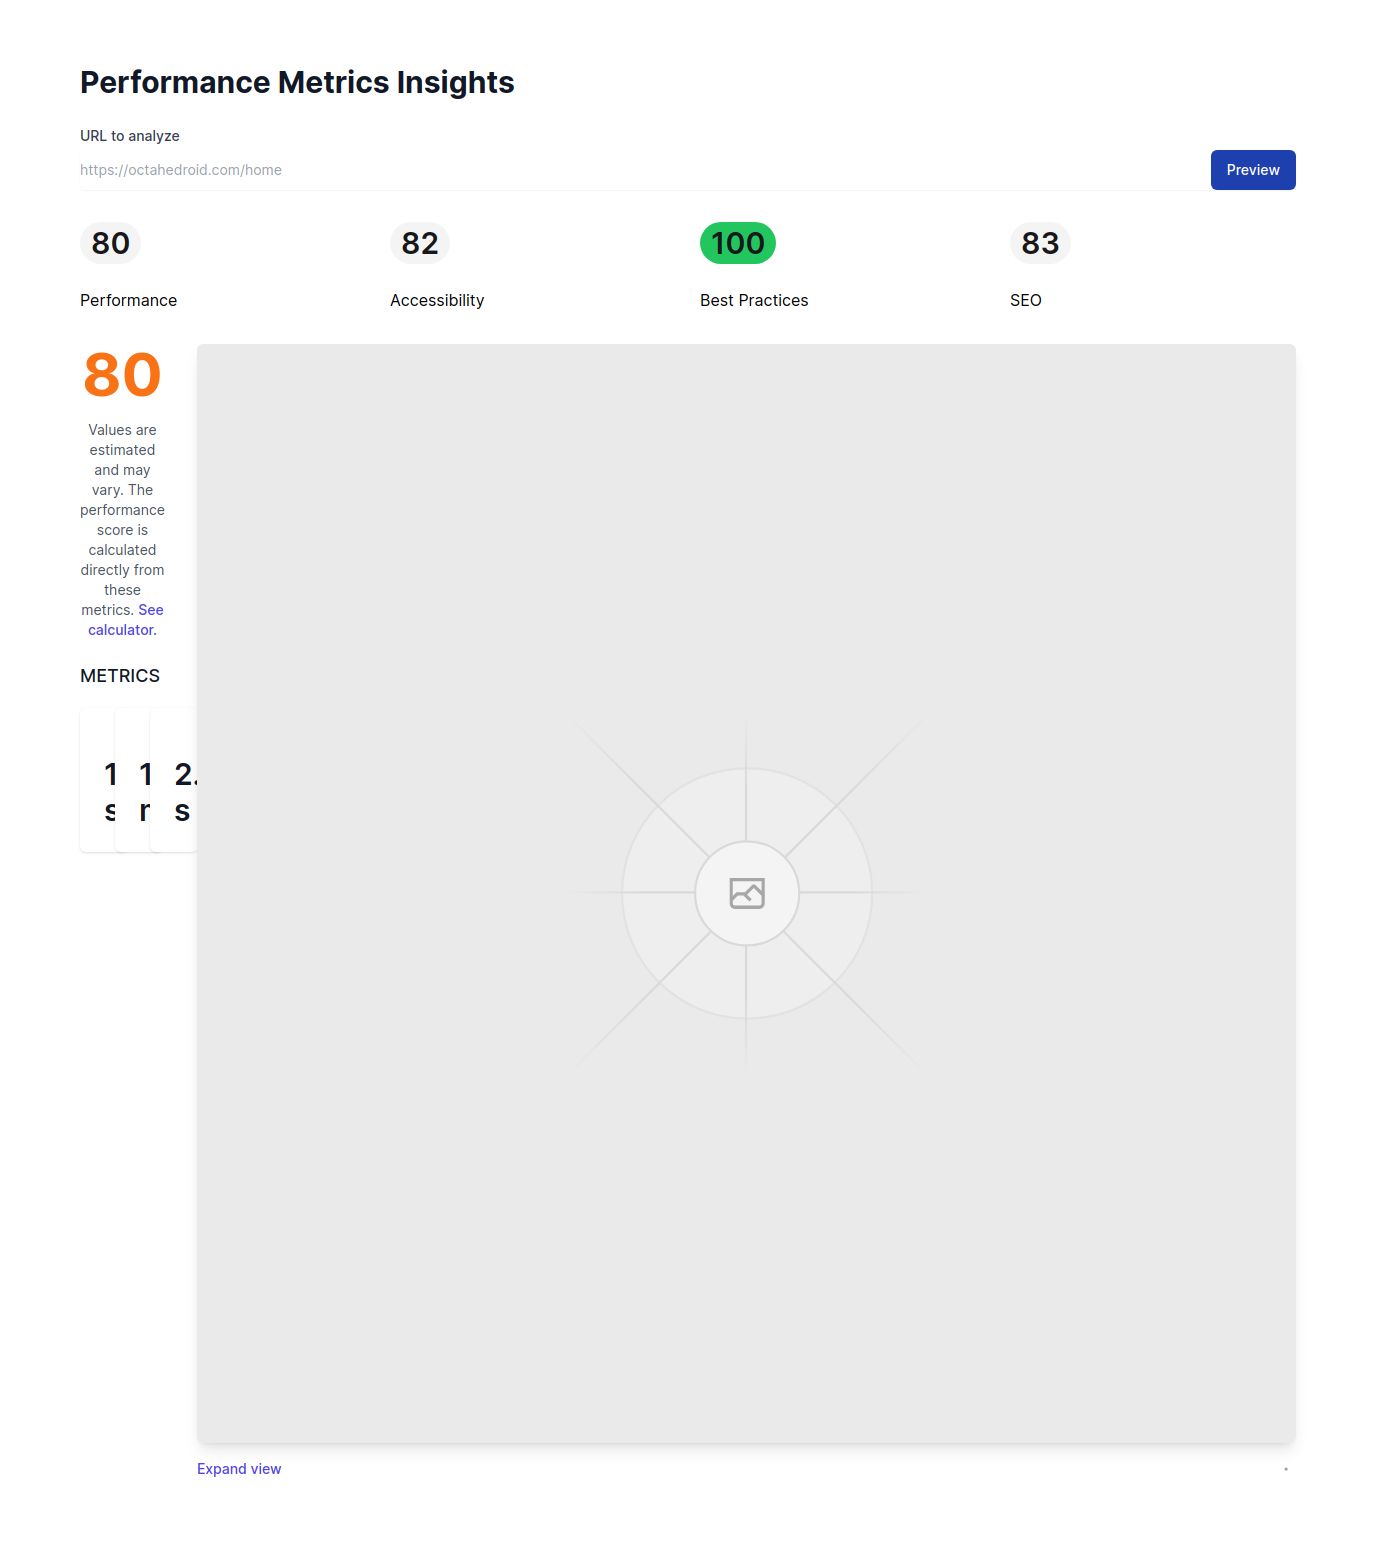 Performance Metrics Insights
URL to analyze
https://octahedroid.com/home
Preview
80
82
100
83
Performance
Accessibility
Best Practices
SEO
80
Values are
estimated
and may
vary. The
performance
score is
calculated
directly from
these
metrics. See
calculator.
METRICS
1 1 2.
s r s
Expand view